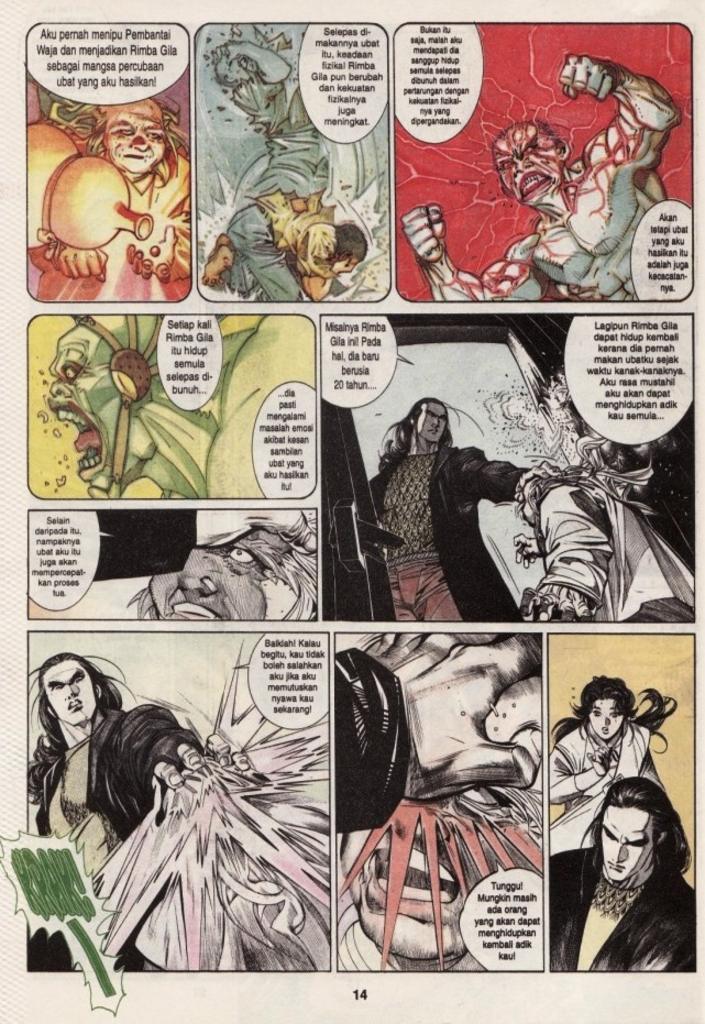 Aku pernah menipu Pembantai
Waja dan menjadikan Rimba Gila
sebagai mangsa percubaan
ubat yang aku hasilkan!
Selepas di-
makannya ubat
itu, keadaan
fizikal Rimba
Gila pun berubah
dan kekuatan
fizikalnya
juga
meningkat.
Bukan itu
saja, malah aku
mendapati dia
sanggup hidup
semula selepas
dibunuh dalam
pertarungan dengan
kekuatan fizikal-
nya yang
dipergandakan.
Akan
tetapi ubat
yang aku
hasilkan itu
adalah juga
kecacatan-
nya.
Setiap kali
Rimba Gila
itu hidup
semula
selepas di-
bunuh...
...dia
pasti
mengalami
masalah emosi
akibat kesan
sambilan
ubat yang
aku hasilkan
itu!
Misalnya Rimba
Gila ini! Pada
hal, dia baru
berusia
20 tahun....
Lagipun Rimba Gila
dapat hidup kembali
kerana dia pernah
makan ubatku sejak
waktu kanak-kanaknya.
Aku rasa mustahil
aku akan dapat
menghidupkan adik
kau semula...
Selain
daripada itu,
nampaknya
ubat aku itu
juga akan
mempercepat-
kan proses
tua.
Baiklah! Kalau
begitu, kau tidak
boleh salahkan
aku jika aku
memutuskan
nyawa kau
sekarang!
Tunggu!
Mungkin masih
ada orang
yang akan dapat
menghidupkan
kembali adik
kau!
14